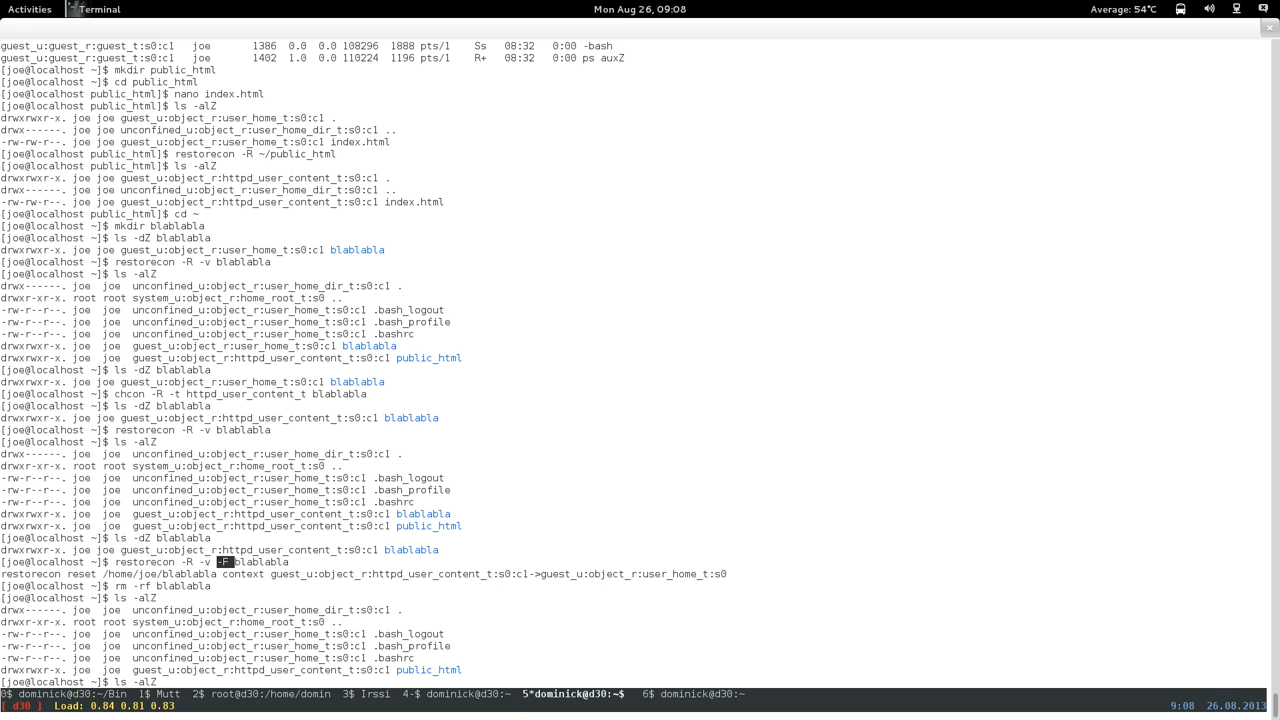 Activities Terminal Mon Aug 26, 09:08 Average: 54°C
guest_u:guest_r:guest_t:s0:c1 joe 1386 0.0 0.0 108296 1888 pts/1 Ss 08:32 0:00 -bash
guest_u:guest_r:guest_t:s0:c1 joe 1402 1.0 0.0 110224 1196 pts/1 R+ 08:32 0:00 ps auxZ
[joe@localhost ~]$ mkdir public_html
[joe@localhost ~]$ cd public_html
[joe@localhost public_html]$ nano index.html
[joe@localhost public_html]$ ls -alZ
drwxrwxr-x. joe joe guest_u:object_r:user_home_t:s0:c1 .
drwx------. joe joe unconfined_u:object_r:user_home_dir_t:s0:c1 ..
-rw-rw-r--. joe joe guest_u:object_r:user_home_t:s0:c1 index.html
[joe@localhost public_html]$ restorecon -R ~/public_html
[joe@localhost public_html]$ ls -alZ
drwxrwxr-x. joe joe guest_u:object_r:httpd_user_content_t:s0:c1 .
drwx------. joe joe unconfined_u:object_r:user_home_dir_t:s0:c1 ..
-rw-rw-r--. joe joe guest_u:object_r:httpd_user_content_t:s0:c1 index.html
[joe@localhost public_html]$ cd ~
[joe@localhost ~]$ mkdir blablabla
[joe@localhost ~]$ ls -dZ blablabla
drwxrwxr-x. joe joe guest_u:object_r:user_home_t:s0:c1 blablabla
[joe@localhost ~]$ restorecon -R -v blablabla
[joe@localhost ~]$ ls -alZ
drwx------. joe joe unconfined_u:object_r:user_home_dir_t:s0:c1 .
drwxr-xr-x. root root system_u:object_r:home_root_t:s0 ..
-rw-r--r--. joe joe unconfined_u:object_r:user_home_t:s0:c1 .bash_logout
-rw-r--r--. joe joe unconfined_u:object_r:user_home_t:s0:c1 .bash_profile
-rw-r--r--. joe joe unconfined_u:object_r:user_home_t:s0:c1 .bashrc
drwxrwxr-x. joe joe guest_u:object_r:user_home_t:s0:c1 blablabla
drwxrwxr-x. joe joe guest_u:object_r:httpd_user_content_t:s0:c1 public_html
[joe@localhost ~]$ ls -dZ blablabla
drwxrwxr-x. joe joe guest_u:object_r:user_home_t:s0:c1 blablabla
[joe@localhost ~]$ chcon -R -t httpd_user_content_t blablabla
[joe@localhost ~]$ ls -dZ blablabla
drwxrwxr-x. joe joe guest_u:object_r:httpd_user_content_t:s0:c1 blablabla
[joe@localhost ~]$ restorecon -R -v blablabla
[joe@localhost ~]$ ls -alZ
drwx------. joe joe unconfined_u:object_r:user_home_dir_t:s0:c1 .
drwxr-xr-x. root root system_u:object_r:home_root_t:s0 ..
-rw-r--r--. joe joe unconfined_u:object_r:user_home_t:s0:c1 .bash_logout
-rw-r--r--. joe joe unconfined_u:object_r:user_home_t:s0:c1 .bash_profile
-rw-r--r--. joe joe unconfined_u:object_r:user_home_t:s0:c1 .bashrc
drwxrwxr-x. joe joe guest_u:object_r:httpd_user_content_t:s0:c1 blablabla
drwxrwxr-x. joe joe guest_u:object_r:httpd_user_content_t:s0:c1 public_html
[joe@localhost ~]$ ls -dZ blablabla
drwxrwxr-x. joe joe guest_u:object_r:httpd_user_content_t:s0:c1 blablabla
[joe@localhost ~]$ restorecon -R -v -F blablabla
restorecon reset /home/joe/blablabla context guest_u:object_r:httpd_user_content_t:s0:c1->guest_u:object_r:user_home_t:s0
[joe@localhost ~]$ rm -rf blablabla
[joe@localhost ~]$ ls -alZ
drwx------. joe joe unconfined_u:object_r:user_home_dir_t:s0:c1 .
drwxr-xr-x. root root system_u:object_r:home_root_t:s0 ..
-rw-r--r--. joe joe unconfined_u:object_r:user_home_t:s0:c1 .bash_logout
-rw-r--r--. joe joe unconfined_u:object_r:user_home_t:s0:c1 .bash_profile
-rw-r--r--. joe joe unconfined_u:object_r:user_home_t:s0:c1 .bashrc
drwxrwxr-x. joe joe guest_u:object_r:httpd_user_content_t:s0:c1 public_html
[joe@localhost ~]$ ls -alZ
0$ dominick@d30:~/Bin 1$ Mutt 2$ root@d30:/home/domin 3$ Irssi 4-$ dominick@d30:~ 5*dominick@d30:~$ 6$ dominick@d30:~
[ d30 ] Load: 0.84 0.81 0.83 9:08 26.08.2013